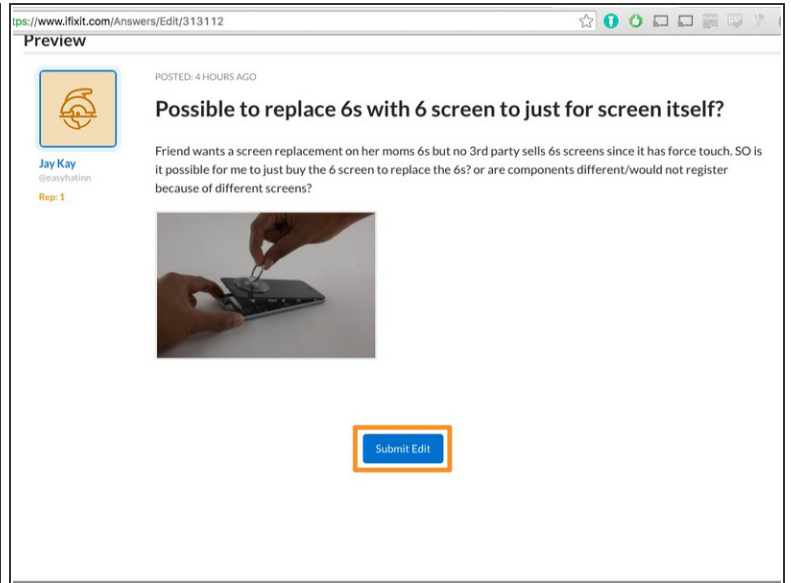 tps://www.ifixit.com/Answers/Edit/313112
Preview
POSTED: 4 HOURS AGO
Possible to replace 6s with 6 screen to just for screen itself?
Jay Kay
@easyhatinn
Rep: 1
Friend wants a screen replacement on her moms 6s but no 3rd party sells 6s screens since it has force touch. SO is
it possible for me to just buy the 6 screen to replace the 6s? or are components different/would not register
because of different screens?
Submit Edit